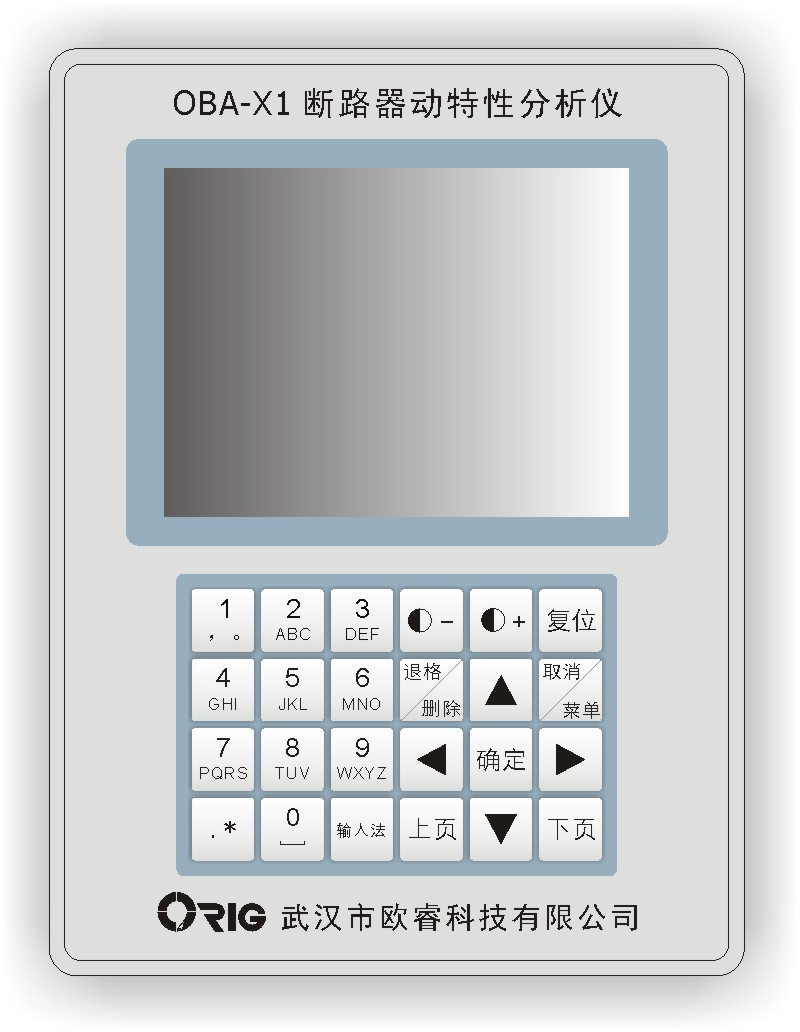 OBA-X1 断路器动特性分析仪
1 2 3 - + 复位
, 。 ABC DEF
4 5 6 退格 取消
GHI JKL MNO 删除 菜单
7 8 9 确定
PQRS TUV WXYZ
.* 0 输人法 上页 下页
ORIG 武汉市欧睿科技有限公司